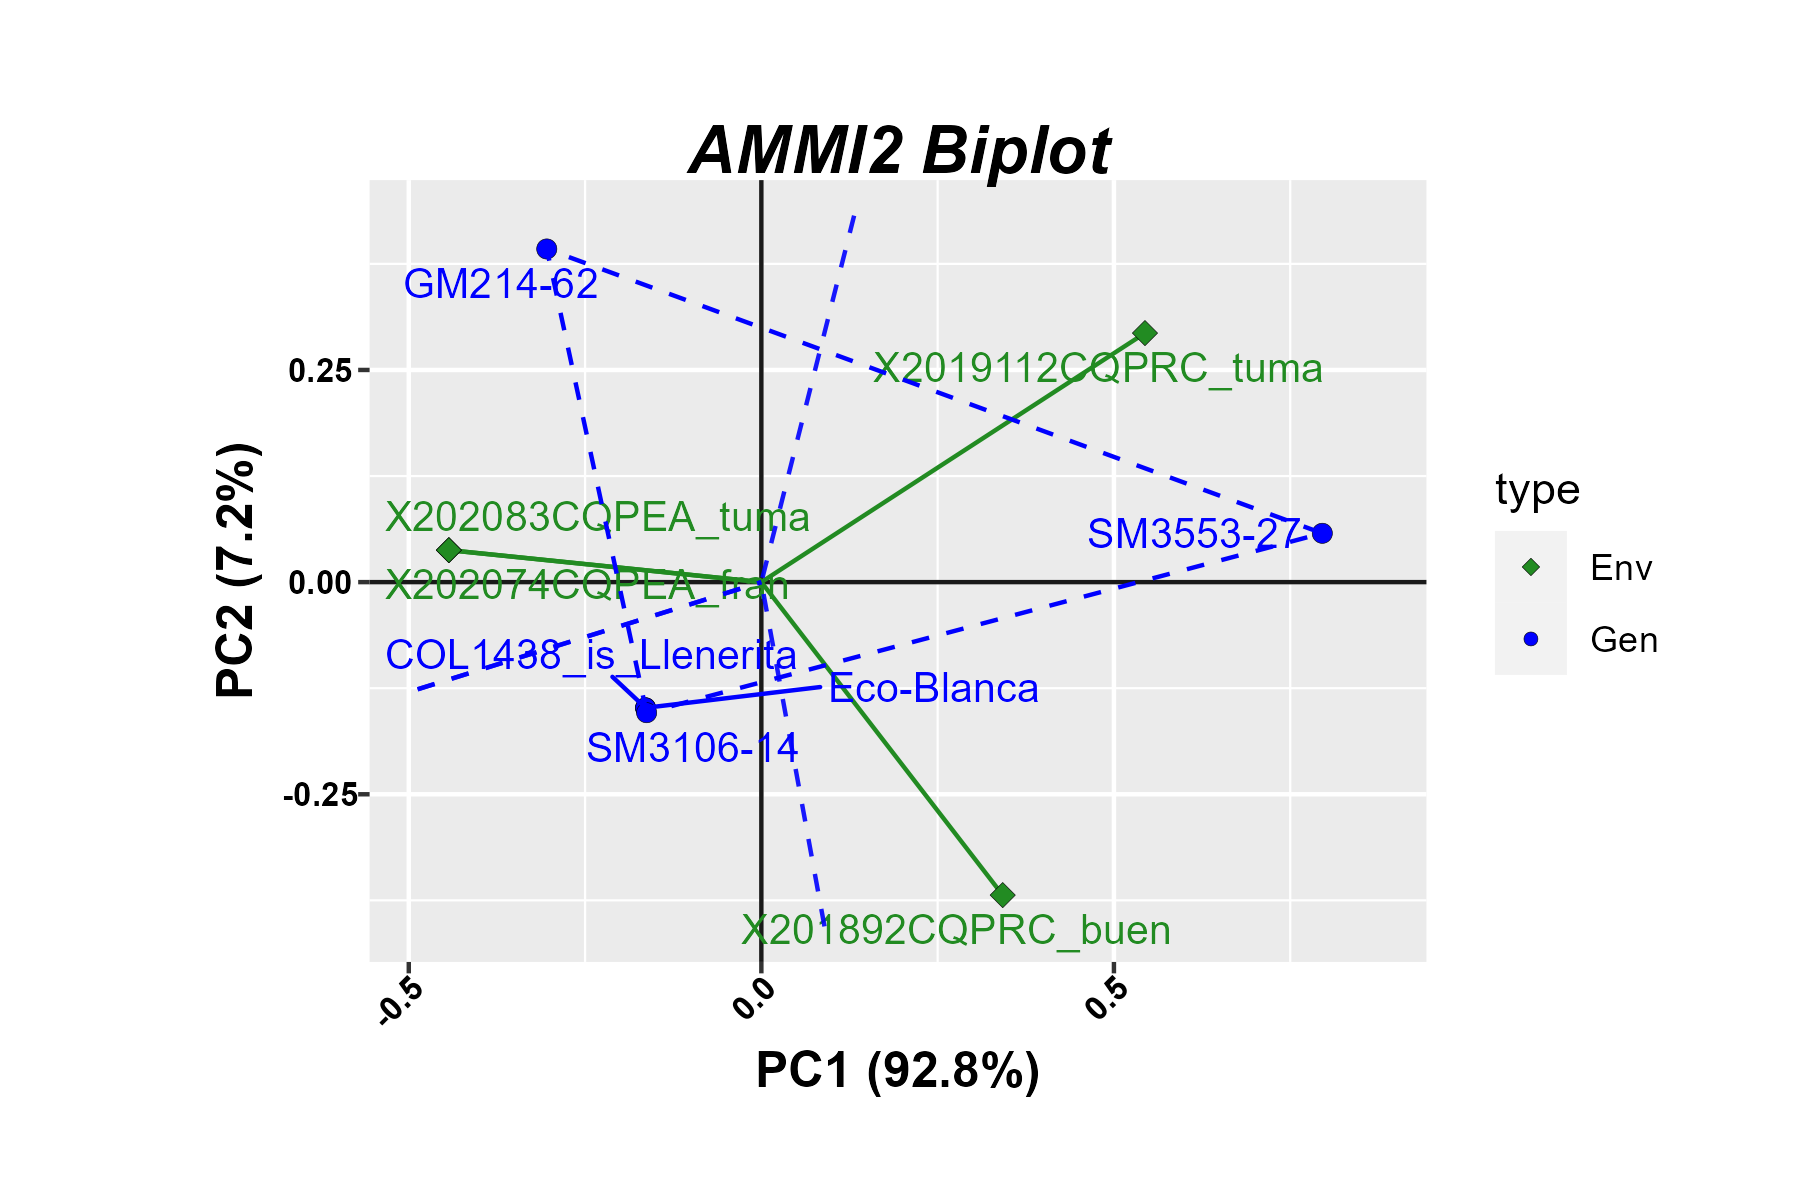 AMMI2 Biplot
GM214-62
X2019112CQPRC_tuma
0.25
X202083CQPEA_tuma
SM3553-27
0.00
X202074CQPEA_fran
COL1438_is_Llenerita
Eco-Blanca
SM3106-14
-0.25
X201892CQPRC_buen
-0.5
0.0
0.5
PC1 (92.8%)
PC2 (7.2%)
type
Env
Gen